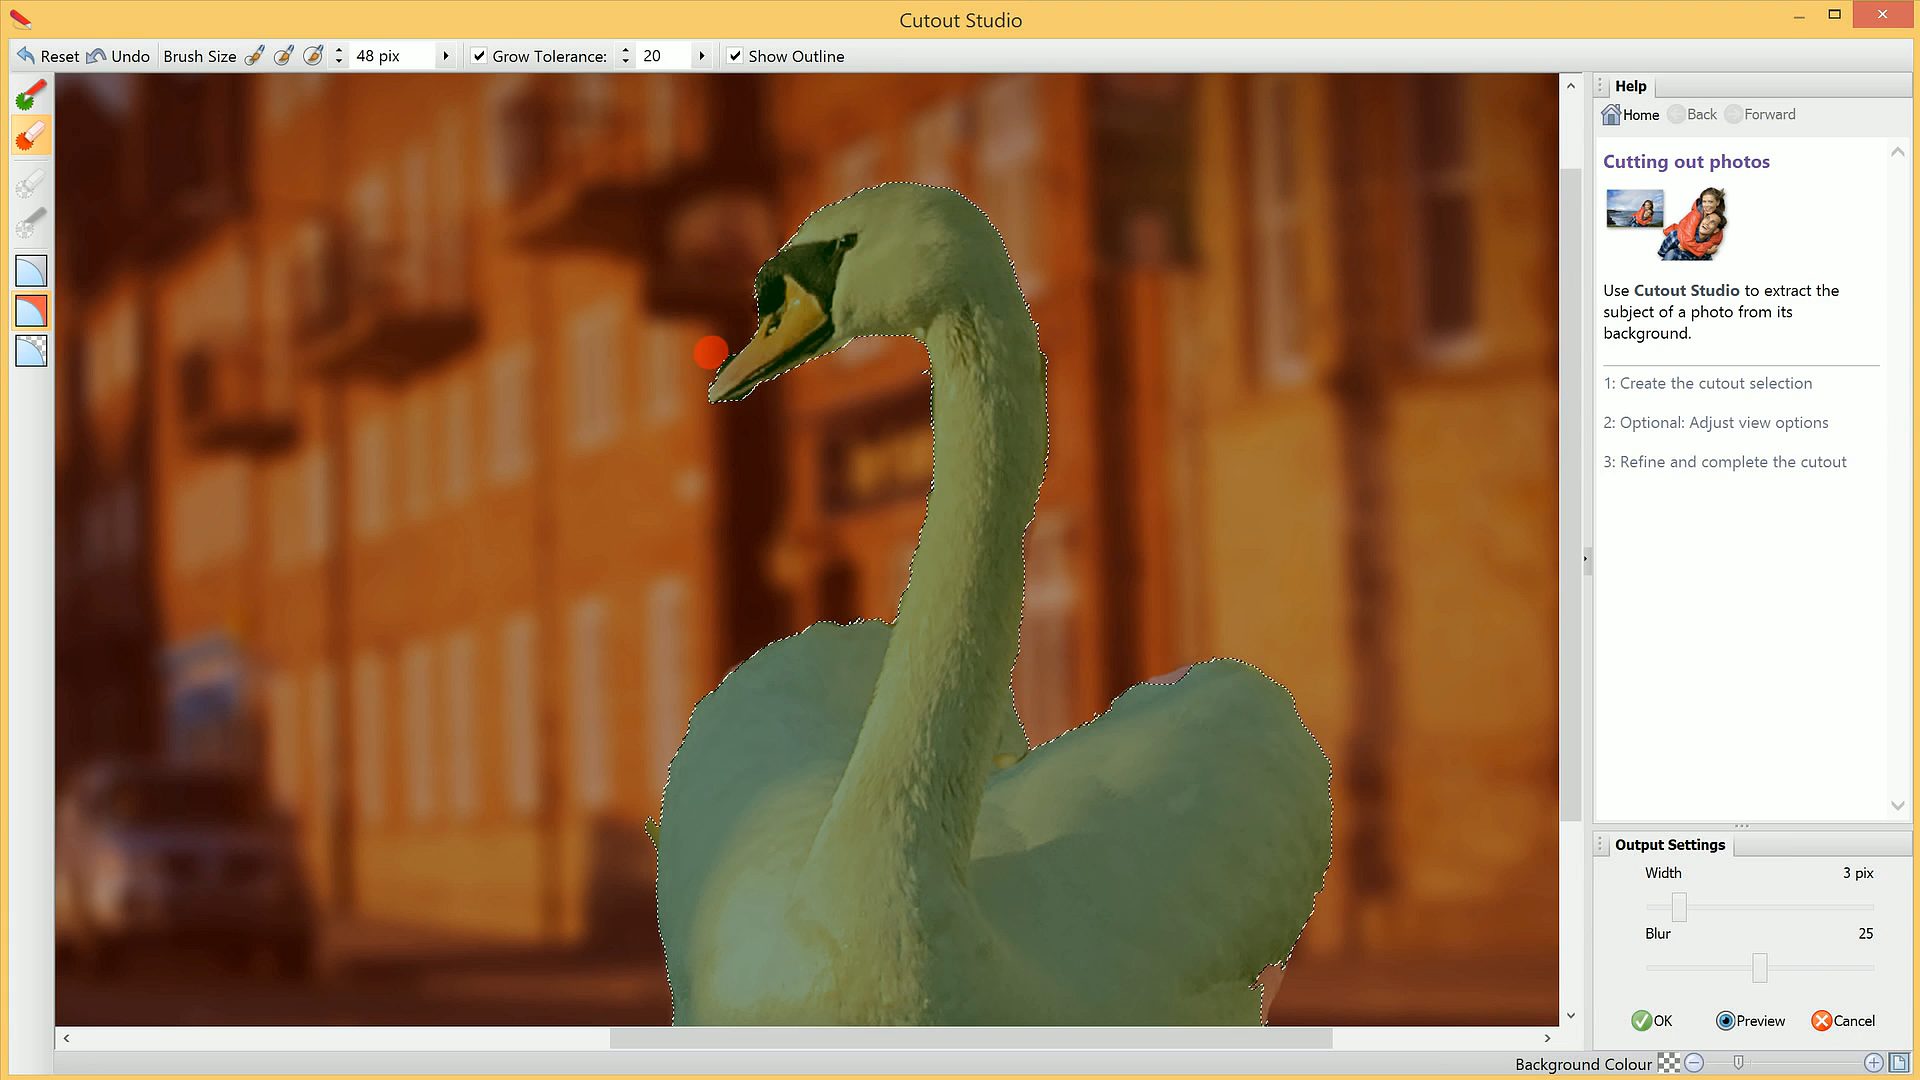 Cutout Studio
Reset Undo Brush Size 48 pix Grow Tolerance: 20 Show Outline
Help
Home Back Forward
Cutting out photos
Use Cutout Studio to extract the
subject of a photo from its
background.
1: Create the cutout selection
2: Optional: Adjust view options
3: Refine and complete the cutout
Output Settings
Width 3 pix
Blur 25
OK Preview Cancel
Background Colour